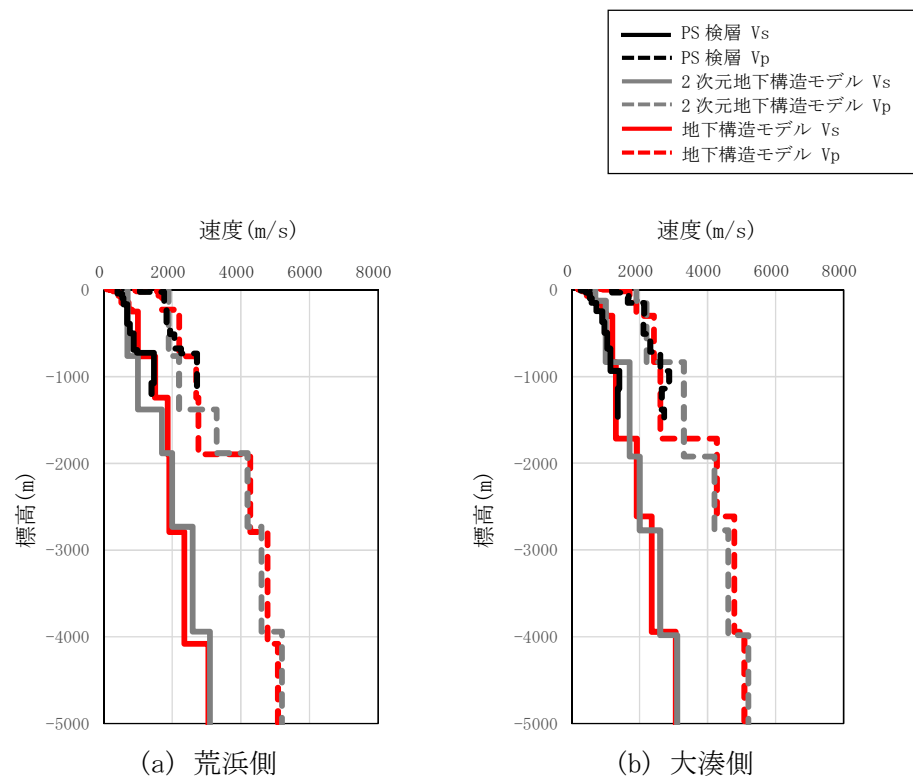 PS 検層 Vs
PS 検層 Vp
2 次元地下構造モデル Vs
2 次元地下構造モデル Vp
地下構造モデル Vs
地下構造モデル Vp
速度(m/s)
0 2000 4000 6000 8000
0
-1000
-2000
-3000
-4000
-5000
標高(m)
(a) 荒浜側
速度(m/s)
0 2000 4000 6000 8000
0
-1000
-2000
-3000
-4000
-5000
標高(m)
(b) 大湊側